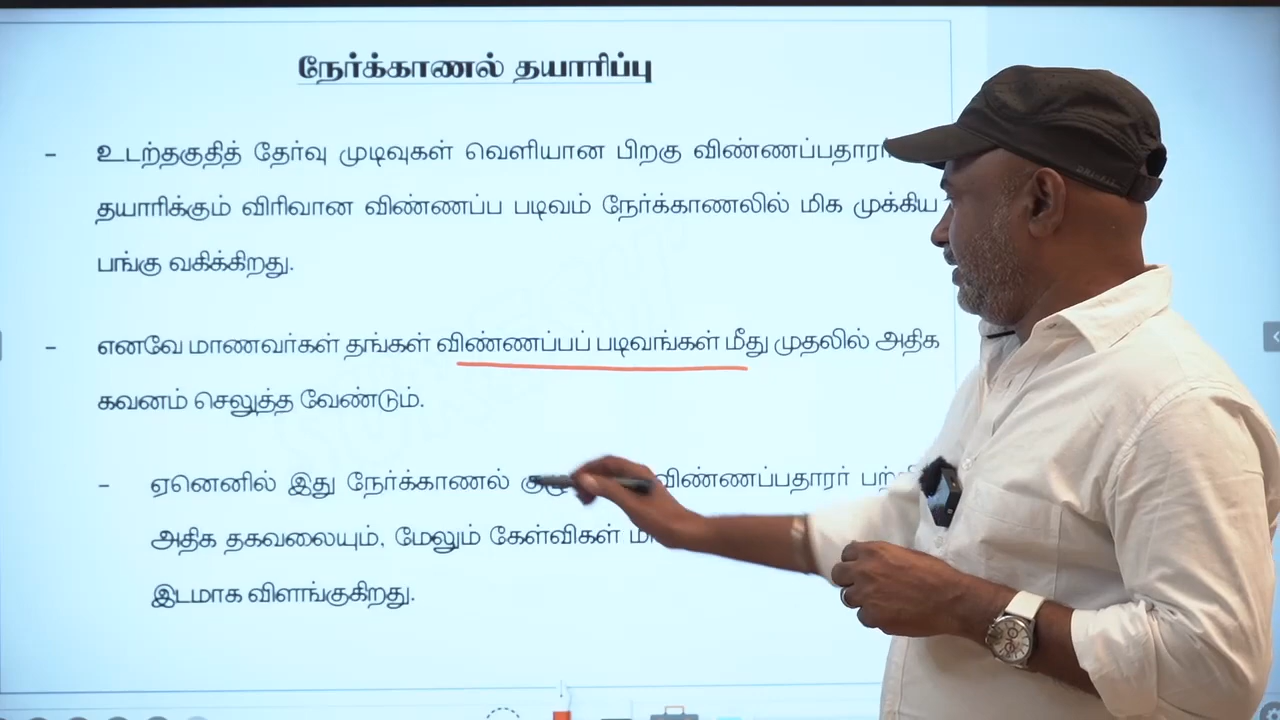 நேர்க்காணல் தயாரிப்பு
- உடற்தகுதித் தேர்வு முடிவுகள் வெளியான பிறகு
தயாரிக்கும் விரிவான விண்ணப்ப படிவம் நேர்க்காணலில் மிக முக்கிய
பங்கு வகிக்கிறது.
- எனவே மாணவர்கள் தங்கள் விண்ணப்பப் படிவங்கள் மீது முதலில் அதிக
கவனம் செலுத்த வேண்டும்.
- ஏனெனில் இது நேர்க்காணல் விண்ணப்பதாரர்
அதிக தகவலையும், மேலும் கேள்விகள்
இடமாக விளங்குகிறது.